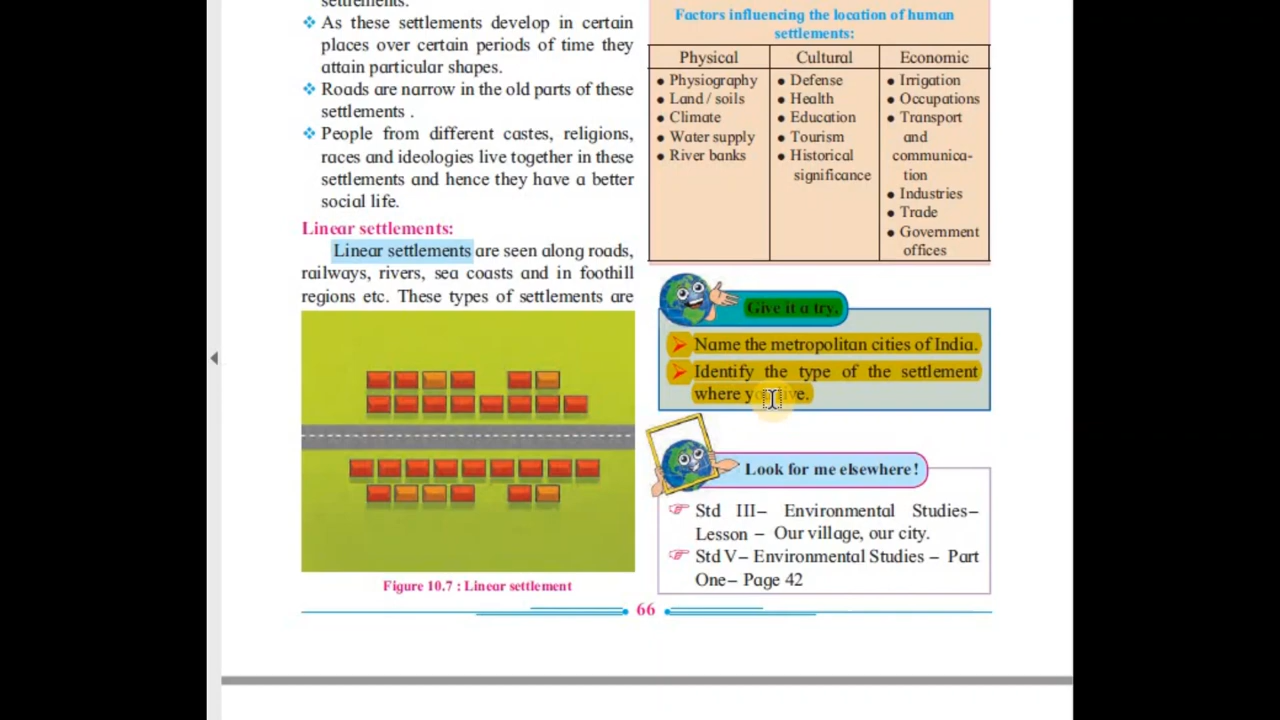 settlements.
❖ As these settlements develop in certain
places over certain periods of time they
attain particular shapes.
❖ Roads are narrow in the old parts of these
settlements .
❖ People from different castes, religions,
races and ideologies live together in these
settlements and hence they have a better
social life.
Linear settlements:
Linear settlements are seen along roads,
railways, rivers, sea coasts and in foothill
regions etc. These types of settlements are
Figure 10.7 : Linear settlement
Factors influencing the location of human
settlements:
Physical
• Physiography
• Land / soils
• Climate
• Water supply
• River banks
Cultural
• Defense
• Health
• Education
• Tourism
• Historical
significance
Economic
• Irrigation
• Occupations
• Transport
and
communica-
tion
• Industries
• Trade
• Government
offices
Give it a try.
➤ Name the metropolitan cities of India.
➤ Identify the type of the settlement
where you live.
Look for me elsewhere!
☞ Std III– Environmental Studies–
Lesson – Our village, our city.
☞ Std V– Environmental Studies – Part
One– Page 42
66